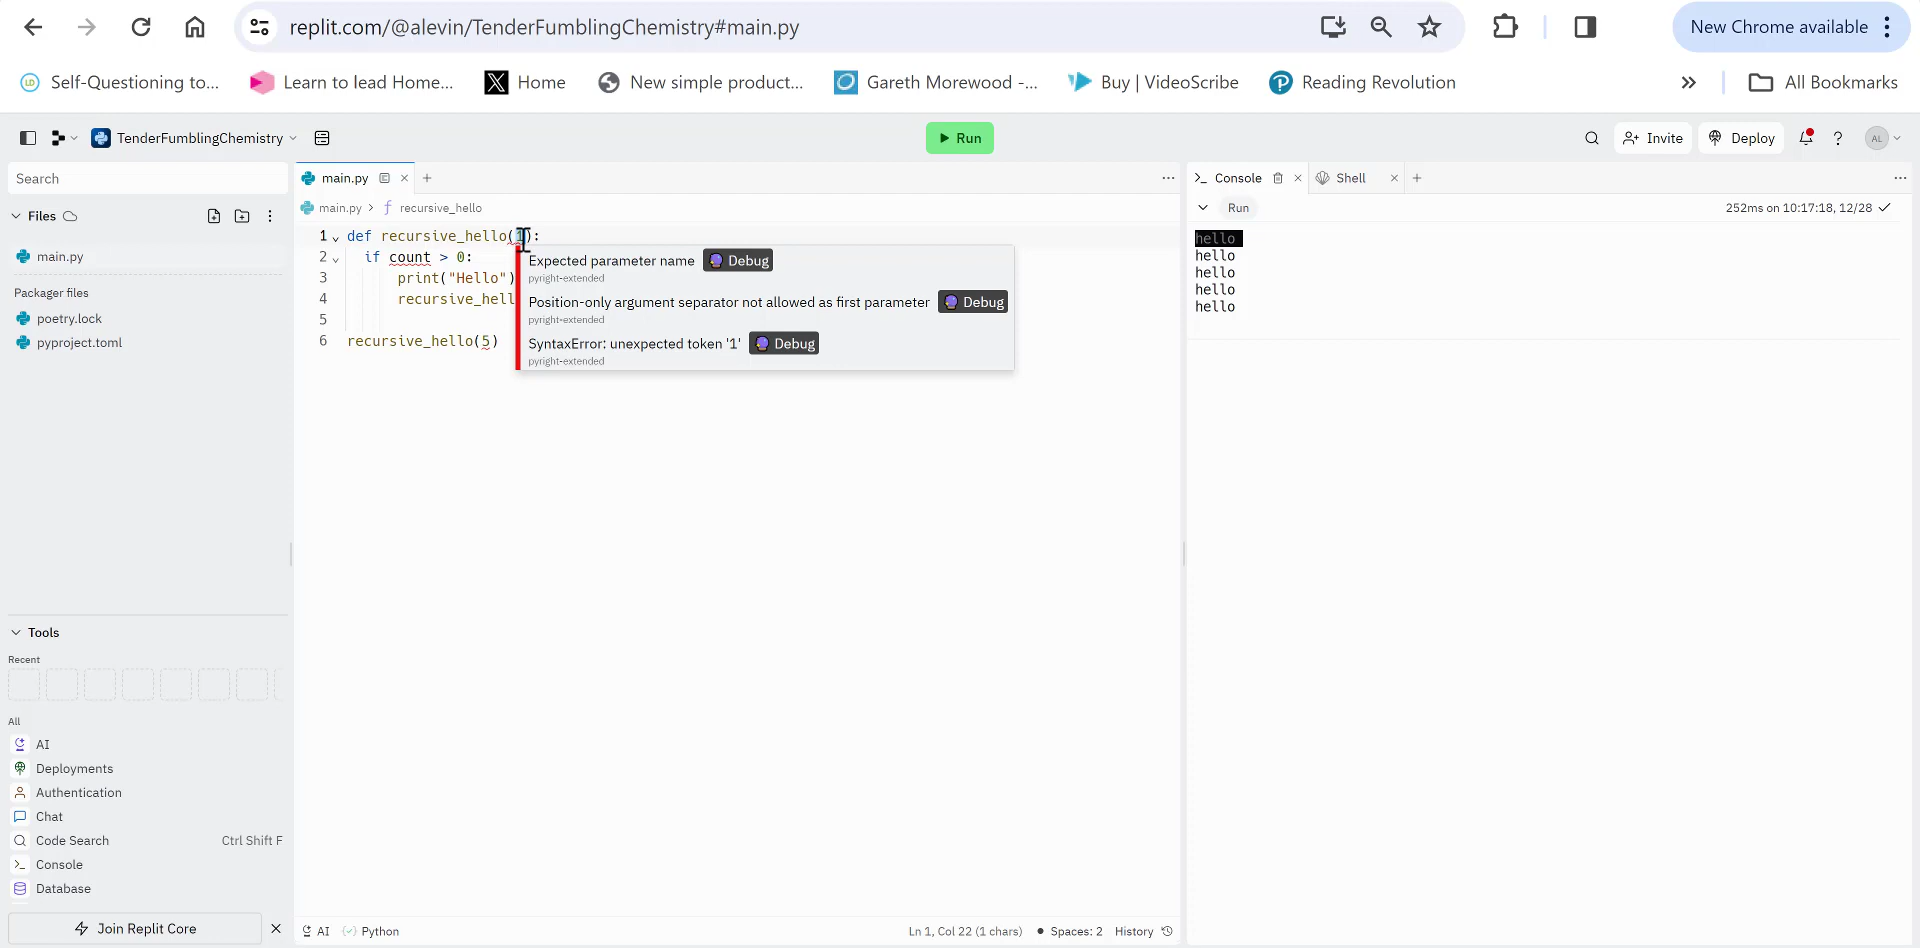 replit.com/@alevin/TenderFumblingChemistry#main.py
New Chrome available
Self-Questioning to...
Learn to lead Home...
Home
New simple product...
Gareth Morewood -...
Buy | VideoScribe
Reading Revolution
All Bookmarks
TenderFumblingChemistry
Run
Invite
Deploy
AL
Search
Files
main.py
Packager files
poetry.lock
pyproject.toml
Tools
Recent
All
AI
Deployments
Authentication
Chat
Code Search Ctrl Shift F
Console
Database
Join Replit Core
main.py
main.py > recursive_hello
1 def recursive_hello(1):
2 if count > 0:
3 print("Hello")
4 recursive_hell
5
6 recursive_hello(5)
Expected parameter name Debug
pyright-extended
Position-only argument separator not allowed as first parameter Debug
pyright-extended
SyntaxError: unexpected token '1' Debug
pyright-extended
AI Python
Ln 1, Col 22 (1 chars) Spaces: 2 History
Console
Shell
Run
252ms on 10:17:18, 12/28
hello
hello
hello
hello
hello